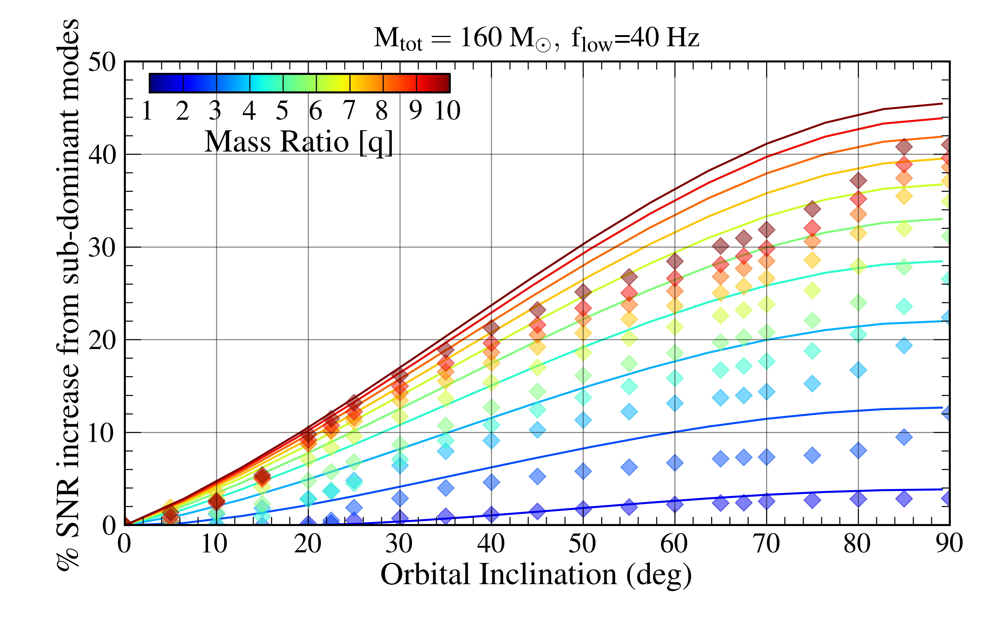 M_tot = 160 M_⊙, f_low=40 Hz
% SNR increase from sub-dominant modes
50
40
30
20
10
0
1 2 3 4 5 6 7 8 9 10
Mass Ratio [q]
0 10 20 30 40 50 60 70 80 90
Orbital Inclination (deg)